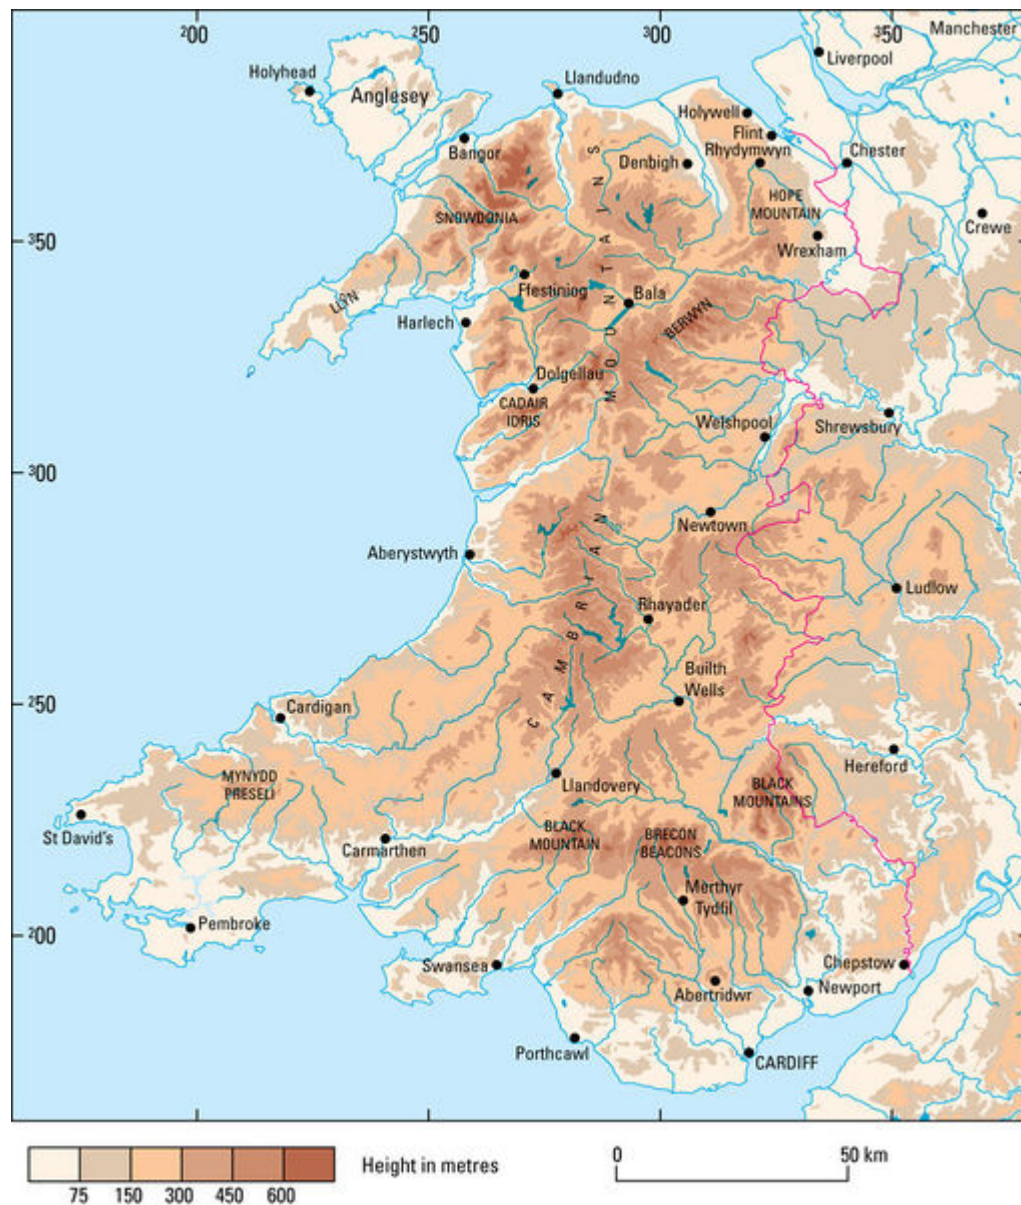 200
250
300
350
Manchester
Liverpool
Holyhead
Anglesey
Llandudno
Holywell
Flint
Rhydymwyn
Chester
Bangor
Denbigh
HOPE
MOUNTAIN
Crewe
SNOWDONIA
350
Wrexham
LLYN
Ffestiniog
Bala
BERWYN
Harlech
Dolgellau
CADAIR
IDRIS
Welshpool
Shrewsbury
300
Newtown
Aberystwyth
CAMBRIAN MOUNTAINS
Ludlow
Rhayader
Builth
Wells
250
Cardigan
Hereford
MYNYDD
PRESELI
Llandovery
BLACK
MOUNTAINS
St David's
Carmarthen
BLACK
MOUNTAIN
BRECON
BEACONS
Merthyr
Tydfil
Pembroke
200
Swansea
Chepstow
Abertridwr
Newport
Porthcawl
CARDIFF
Height in metres
75 150 300 450 600
0
50 km